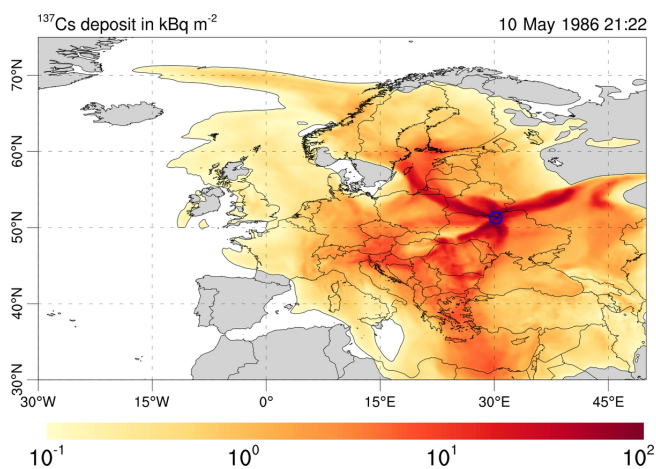 ¹³⁷Cs deposit in kBq m⁻² 10 May 1986 21:22
70°N
60°N
50°N
40°N
30°N
30°W 15°W 0° 15°E 30°E 45°E
10⁻¹ 10⁰ 10¹ 10²